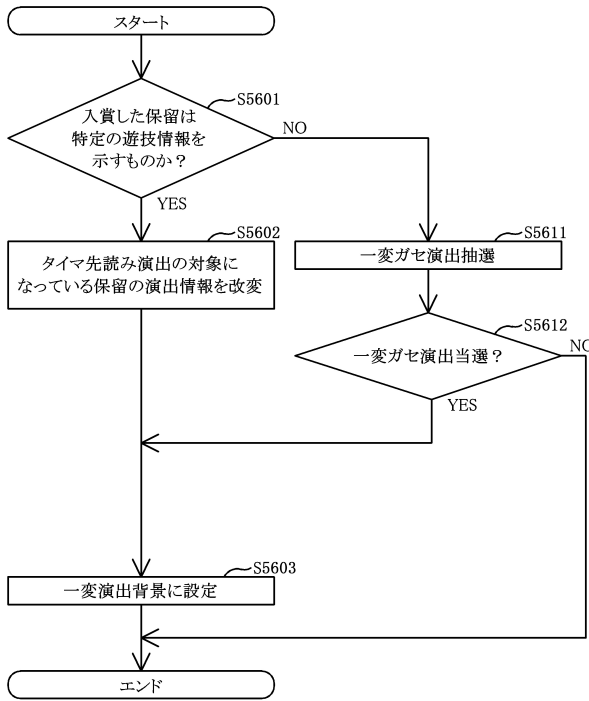 スタート
S5601
入賞した保留は
特定の遊技情報を
示すものか？
NO
YES
S5602
タイマ先読み演出の対象に
なっている保留の演出情報を改変
S5611
一変ガセ演出抽選
S5612
一変ガセ演出当選？
NO
YES
S5603
一変演出背景に設定
エンド